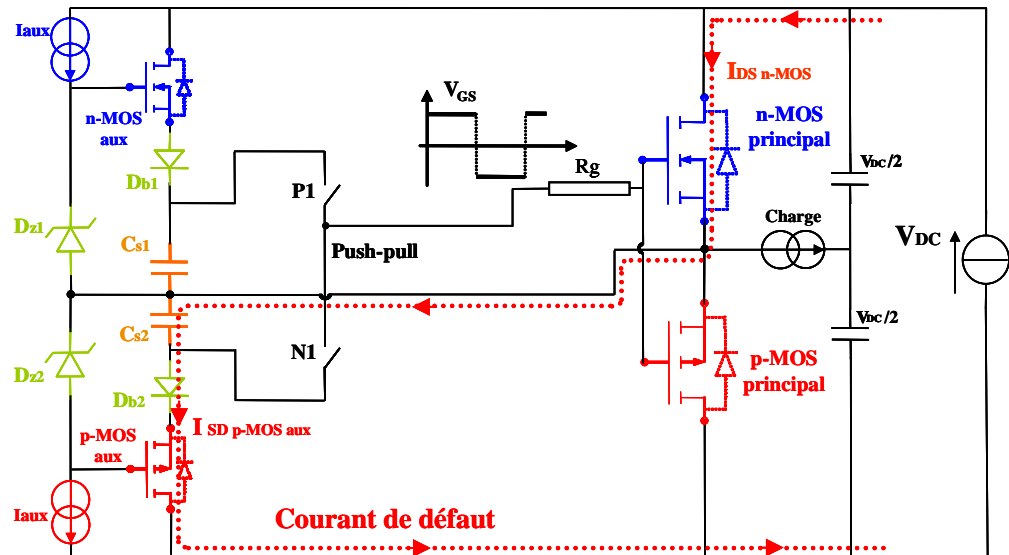 Iaux
n-MOS
aux
Db1
Dz1
Cs1
Cs2
Dz2
Db2
p-MOS
aux
Iaux
VGS
P1
Push-pull
N1
Rg
IDS n-MOS
n-MOS
principal
VDC/2
Charge
VDC
VDC/2
p-MOS
principal
I SD p-MOS aux
Courant de défaut